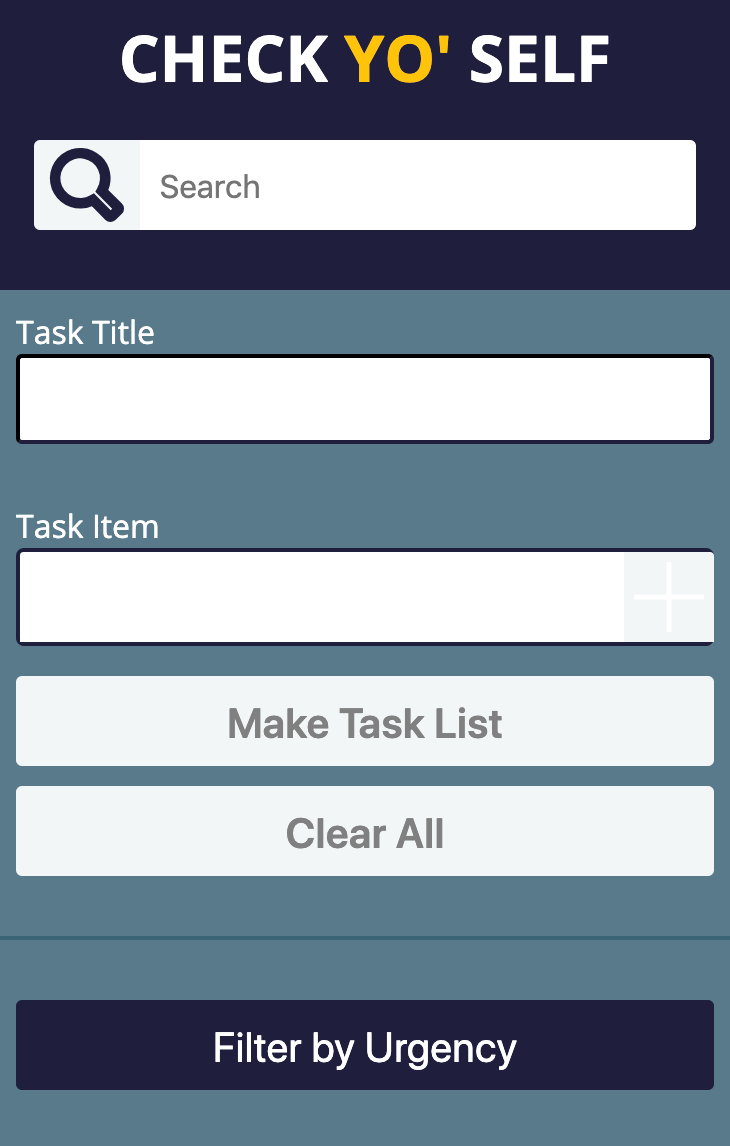 CHECK YO' SELF
Search
Task Title
Task Item
Make Task List
Clear All
Filter by Urgency